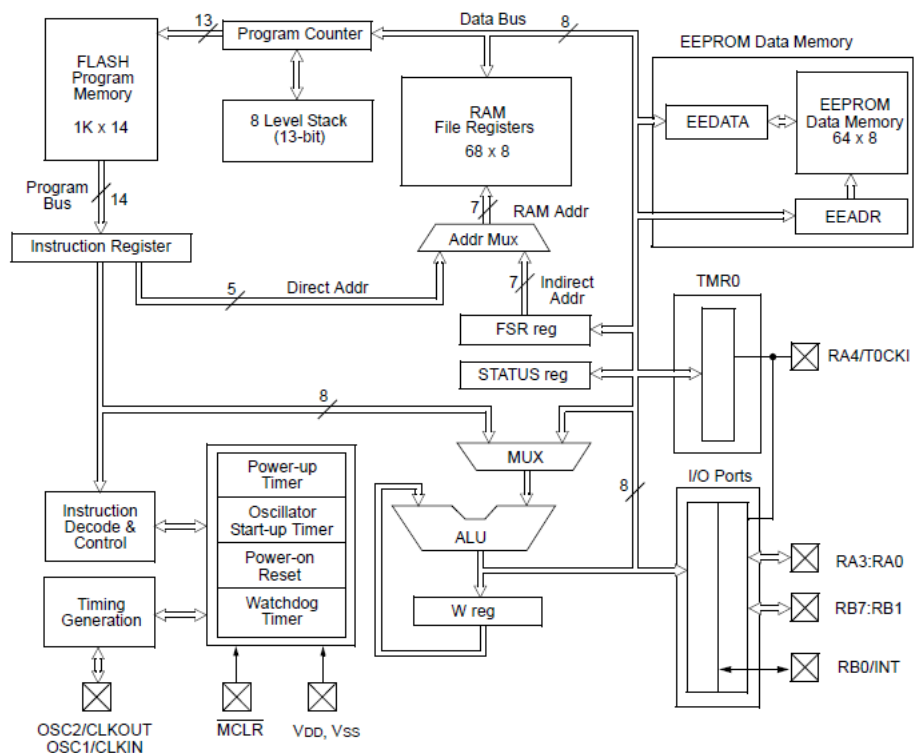 13
Program Counter
Data Bus
8
EEPROM Data Memory
FLASH
Program
Memory
1K x 14
8 Level Stack
(13-bit)
RAM
File Registers
68 x 8
EEDATA
EEPROM
Data Memory
64 x 8
Program
Bus
14
7
RAM Addr
EEADR
Instruction Register
Addr Mux
5
Direct Addr
7
Indirect
Addr
TMR0
FSR reg
RA4/T0CKI
STATUS reg
8
MUX
Power-up
Timer
8
I/O Ports
Instruction
Decode &
Control
Oscillator
Start-up Timer
ALU
Power-on
Reset
RA3:RA0
Timing
Generation
Watchdog
Timer
W reg
RB7:RB1
RB0/INT
OSC2/CLKOUT
OSC1/CLKIN
MCLR
VDD, VSS